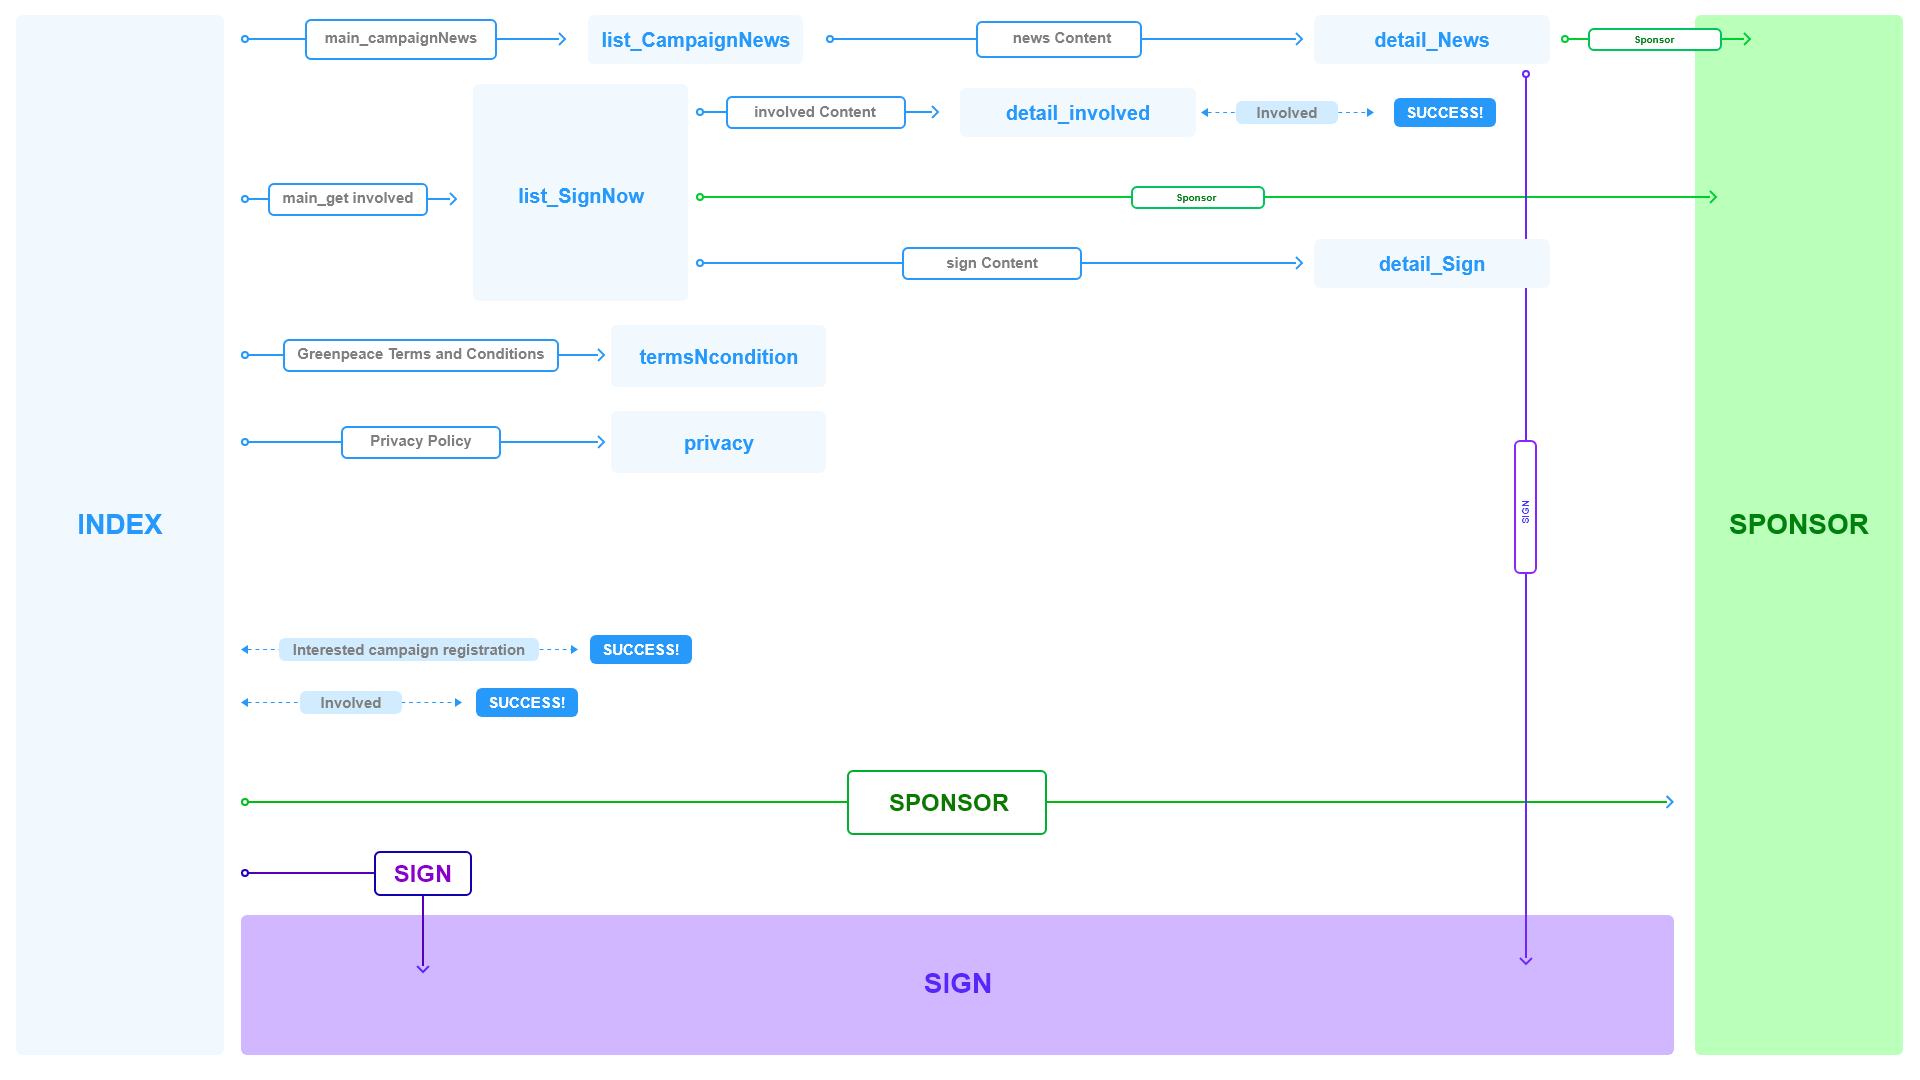 main_campaignNews
list_CampaignNews
news Content
detail_News
Sponsor
involved Content
detail_involved
Involved
SUCCESS!
main_get involved
list_SignNow
Sponsor
sign Content
detail_Sign
Greenpeace Terms and Conditions
termsNcondition
Privacy Policy
privacy
SIGN
INDEX
SPONSOR
Interested campaign registration
SUCCESS!
Involved
SUCCESS!
SPONSOR
SIGN
SIGN